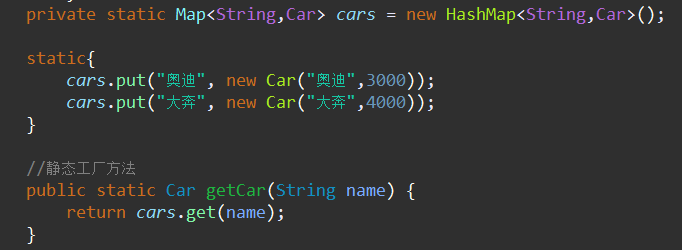 private static Map<String,Car> cars = new HashMap<String,Car>();
static{
cars.put("奥迪", new Car("奥迪",3000));
cars.put("大奔", new Car("大奔",4000));
}
//静态工厂方法
public static Car getCar(String name) {
return cars.get(name);
}